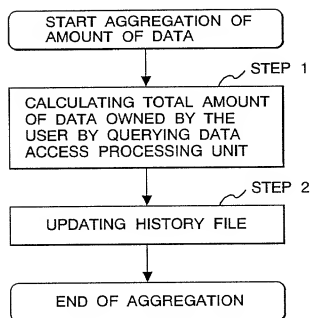 START AGGREGATION OF
AMOUNT OF DATA
STEP 1
CALCULATING TOTAL AMOUNT
OF DATA OWNED BY THE
USER BY QUERYING DATA
ACCESS PROCESSING UNIT
STEP 2
UPDATING HISTORY FILE
END OF AGGREGATION